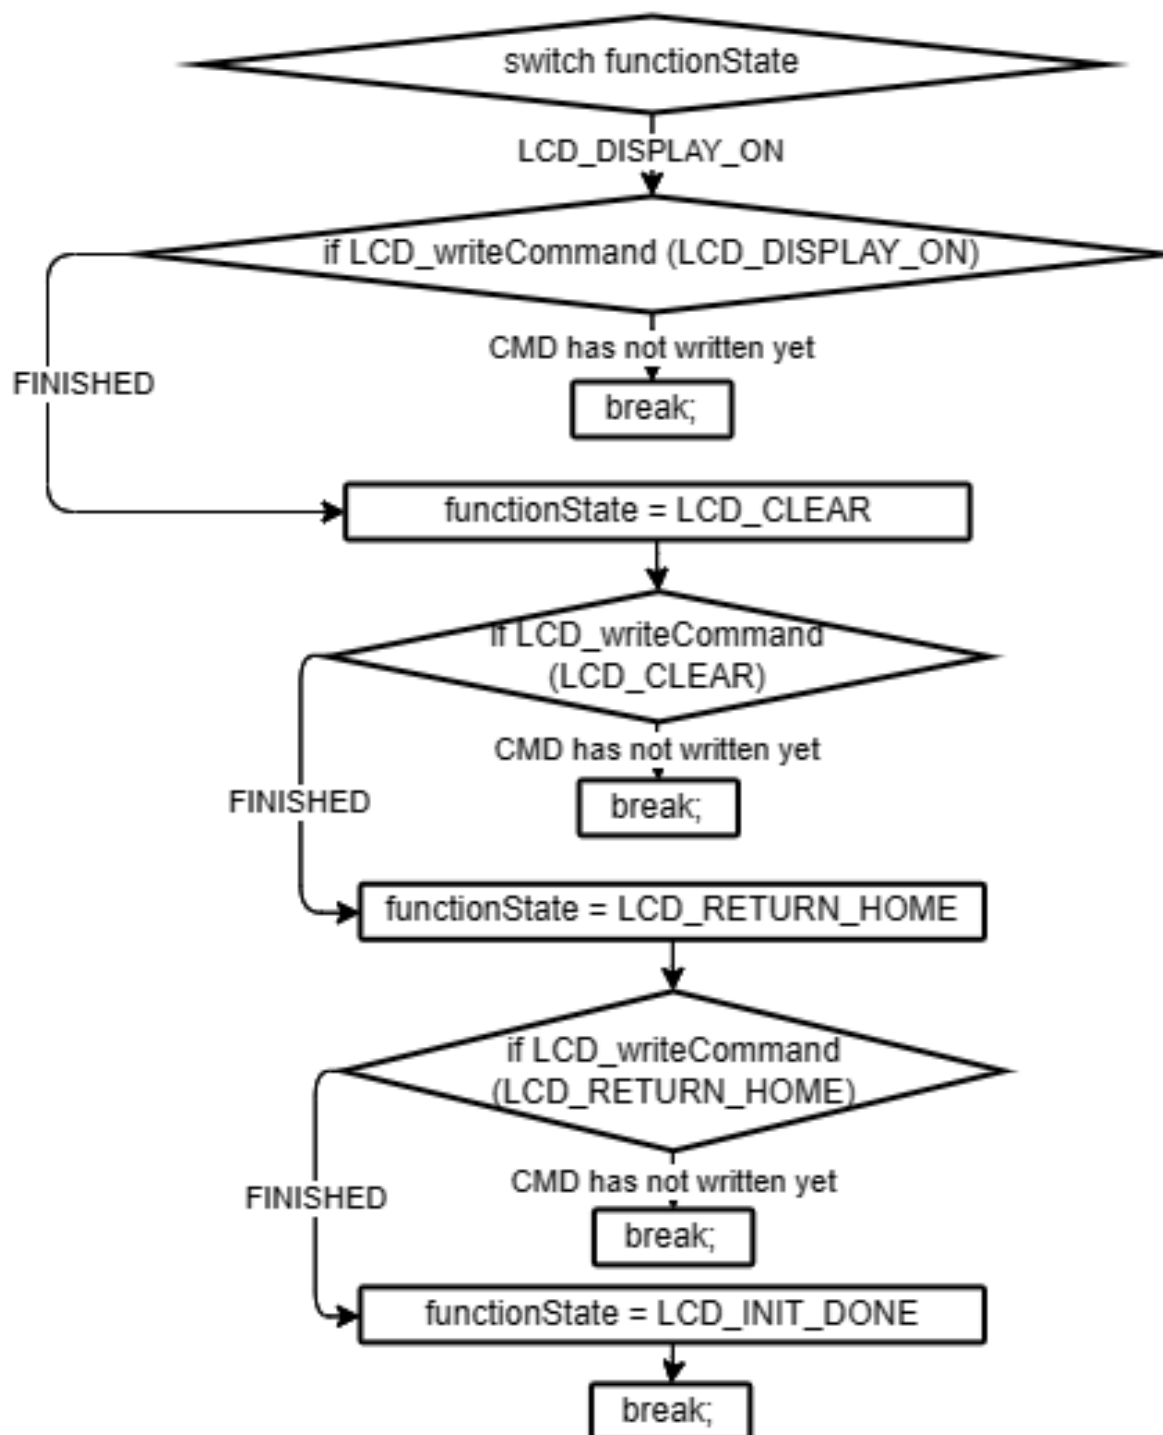 switch functionState
LCD_DISPLAY_ON
if LCD_writeCommand (LCD_DISPLAY_ON)
CMD has not written yet
FINISHED
break;
functionState = LCD_CLEAR
if LCD_writeCommand
(LCD_CLEAR)
CMD has not written yet
FINISHED
break;
functionState = LCD_RETURN_HOME
if LCD_writeCommand
(LCD_RETURN_HOME)
CMD has not written yet
FINISHED
break;
functionState = LCD_INIT_DONE
break;